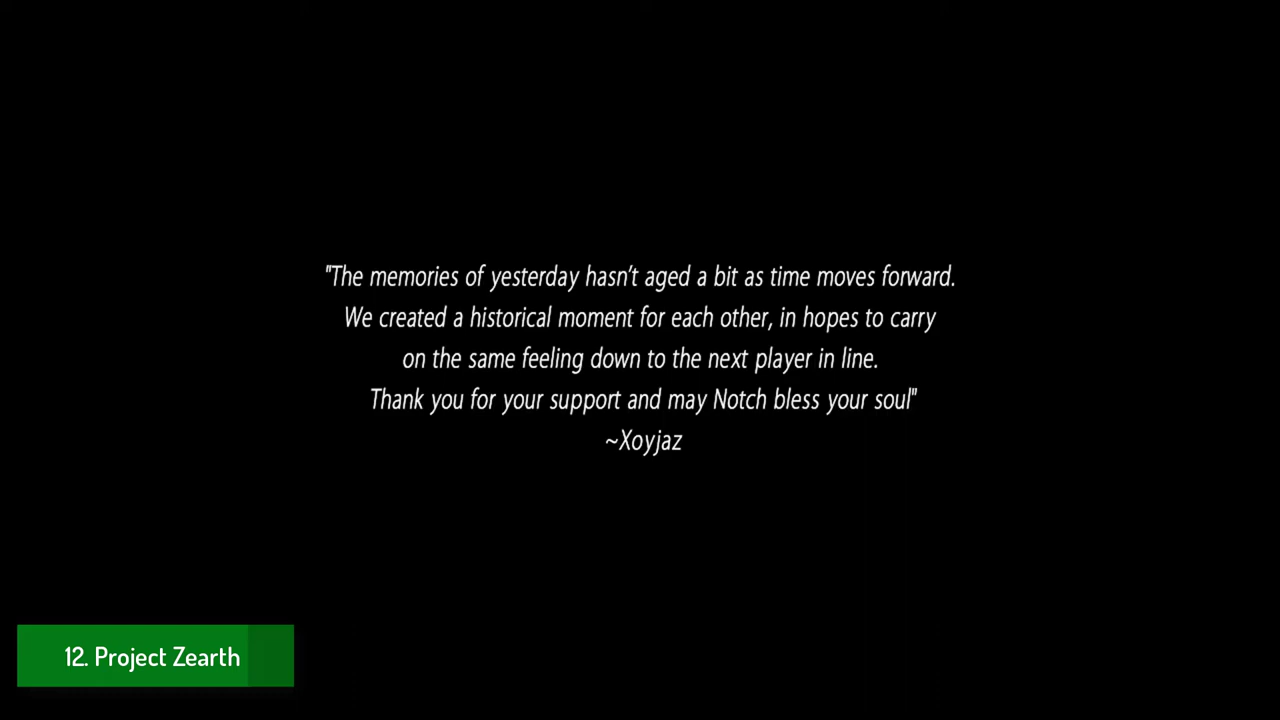 "The memories of yesterday hasn't aged a bit as time moves forward.
We created a historical moment for each other, in hopes to carry
on the same feeling down to the next player in line.
Thank you for your support and may Notch bless your soul"
~Xoyjaz
12. Project Zearth